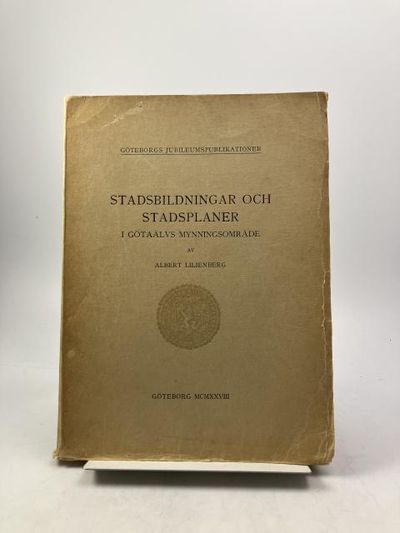 GÖTEBORGS JUBILEUMSPUBLIKATIONER
STADSBILDNINGAR OCH
STADSPLANER
I GÖTAÄLVS MYNNINGSOMRÅDE
AV
ALBERT LILIENBERG
GÖTEBORG MCMXXVIII